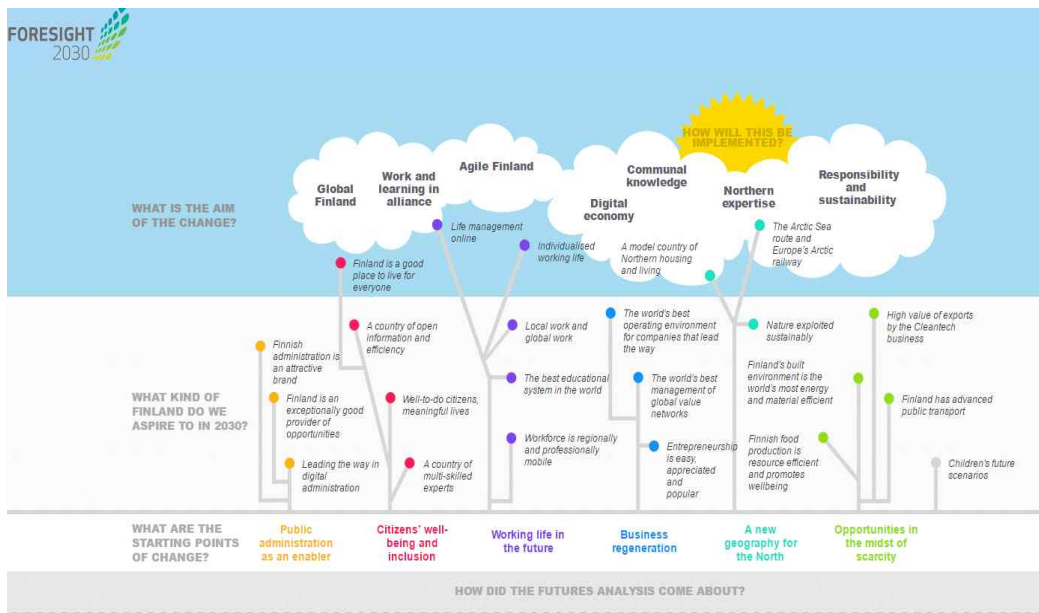 FORESIGHT
2030
HOW WILL THIS BE
IMPLEMENTED?
Global
Finland
Work and
learning in
alliance
Agile Finland
Digital
economy
Communal
knowledge
Northern
expertise
Responsibility
and
sustainability
WHAT IS THE AIM
OF THE CHANGE?
Finland is a good
place to live for
everyone
Life management
online
Individualised
working life
A model country of
Northern housing
and living
The Arctic Sea
route and
Europe's Arctic
railway
WHAT KIND OF
FINLAND DO WE
ASPIRE TO IN 2030?
Finnish
administration is
an attractive
brand
Finland is an
exceptionally good
provider of
opportunities
Leading the way in
digital
administration
A country of open
information and
efficiency
Well-to-do citizens,
meaningful lives
A country of
multi-skilled
experts
Local work and
global work
The best educational
system in the world
Workforce is regionally
and professionally
mobile
The world's best
operating environment
for companies that lead
the way
The world's best
management of
global value
networks
Entrepreneurship
is easy,
appreciated
and
popular
Nature exploited
sustainably
Finland's built
environment is the
world's most energy
and material efficient
Finnish food
production is
resource efficient
and promotes
wellbeing
High value of exports
by the Cleantech
business
Finland has advanced
public transport
Children's future
scenarios
WHAT ARE THE
STARTING POINTS
OF CHANGE?
Public
administration
as an enabler
Citizens' well-
being and
inclusion
Working life in
the future
Business
regeneration
A new
geography for
the North
Opportunities in
the midst of
scarcity
HOW DID THE FUTURES ANALYSIS COME ABOUT?